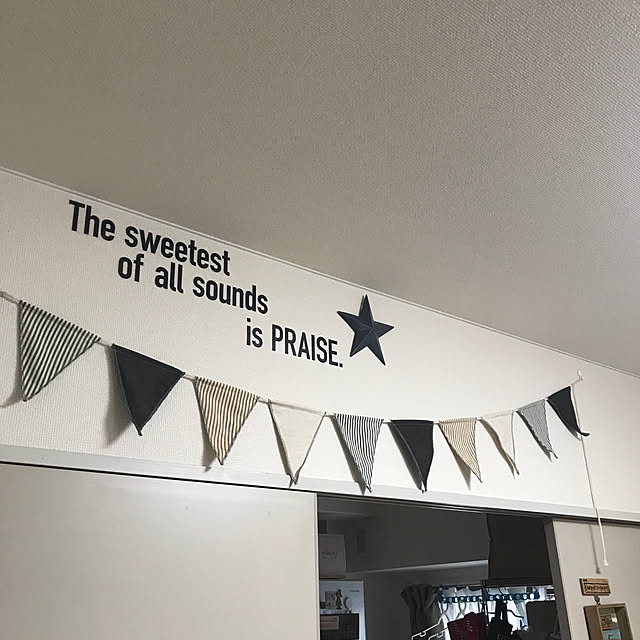 The sweetest
of all sounds
is PRAISE.